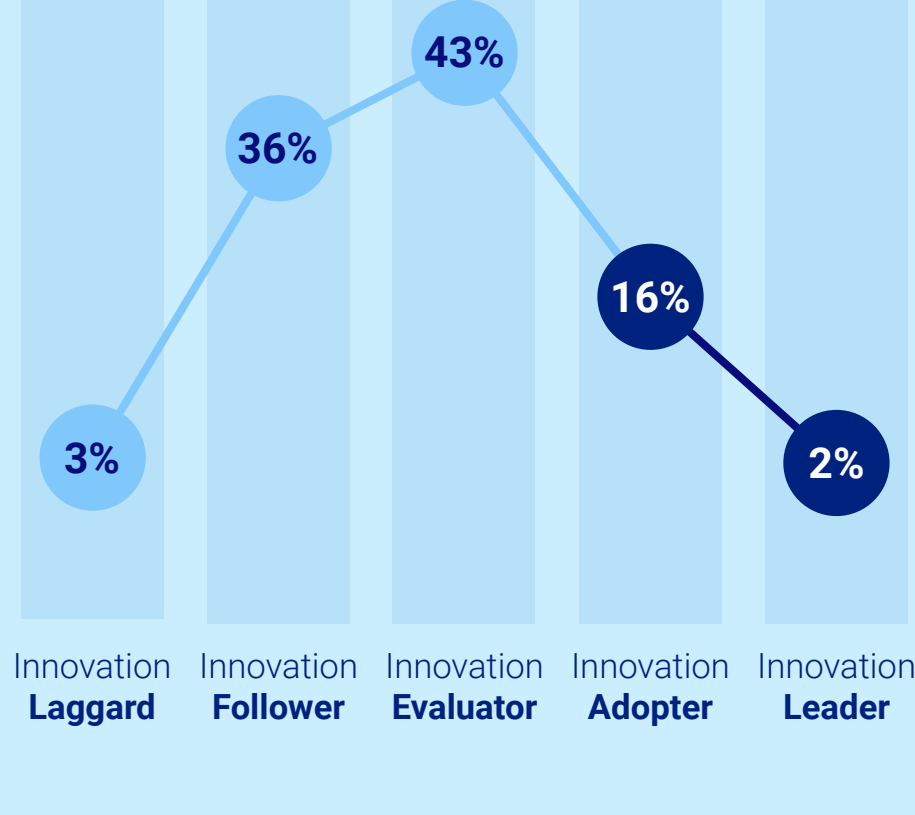 43%
36%
16%
3%
2%
Innovation Innovation Innovation Innovation Innovation
Laggard Follower Evaluator Adopter Leader